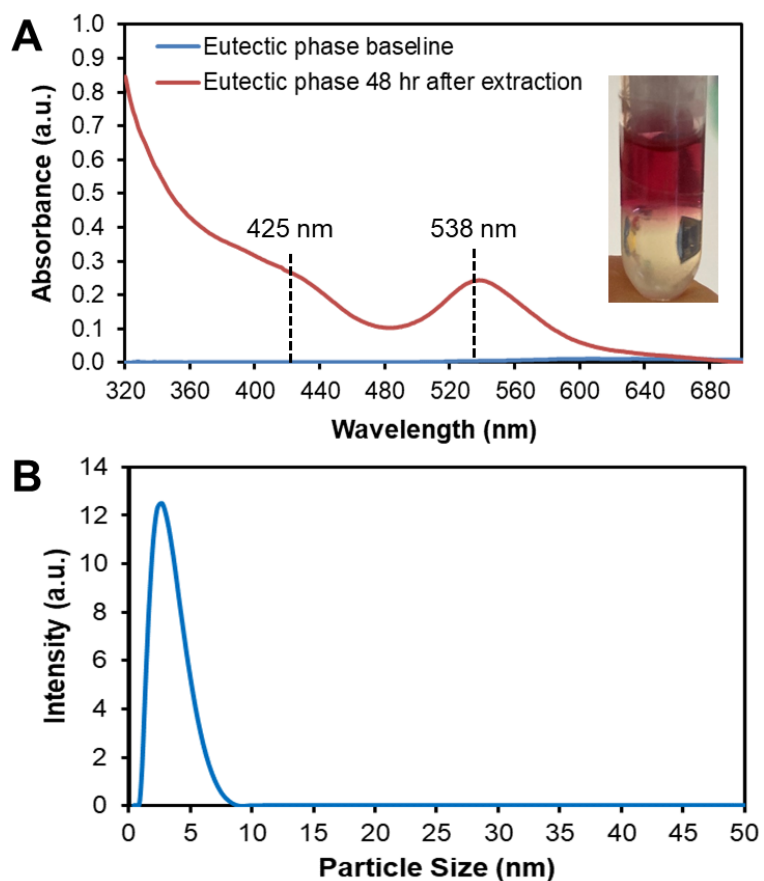 A
1.0
Eutectic phase baseline
0.9
Eutectic phase 48 hr after extraction
0.8
0.7
0.6
0.5
0.4
425 nm 538 nm
0.3
0.2
0.1
0.0
Absorbance (a.u.)
320 360 400 440 480 520 560 600 640 680
Wavelength (nm)
B
14
12
10
8
6
4
2
0
Intensity (a.u.)
0 5 10 15 20 25 30 35 40 45 50
Particle Size (nm)